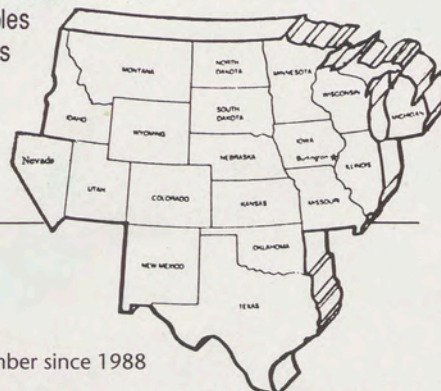 ples
s
MONTANA
NORTH
DAKOTA
MINNESOTA
WISCONSIN
MICHIGAN
IDAHO
SOUTH
DAKOTA
WYOMING
IOWA
Burlington
Nevada
NEBRASKA
ILLINOIS
UTAH
COLORADO
KANSAS
MISSOURI
OKLAHOMA
NEW MEXICO
TEXAS
mber since 1988